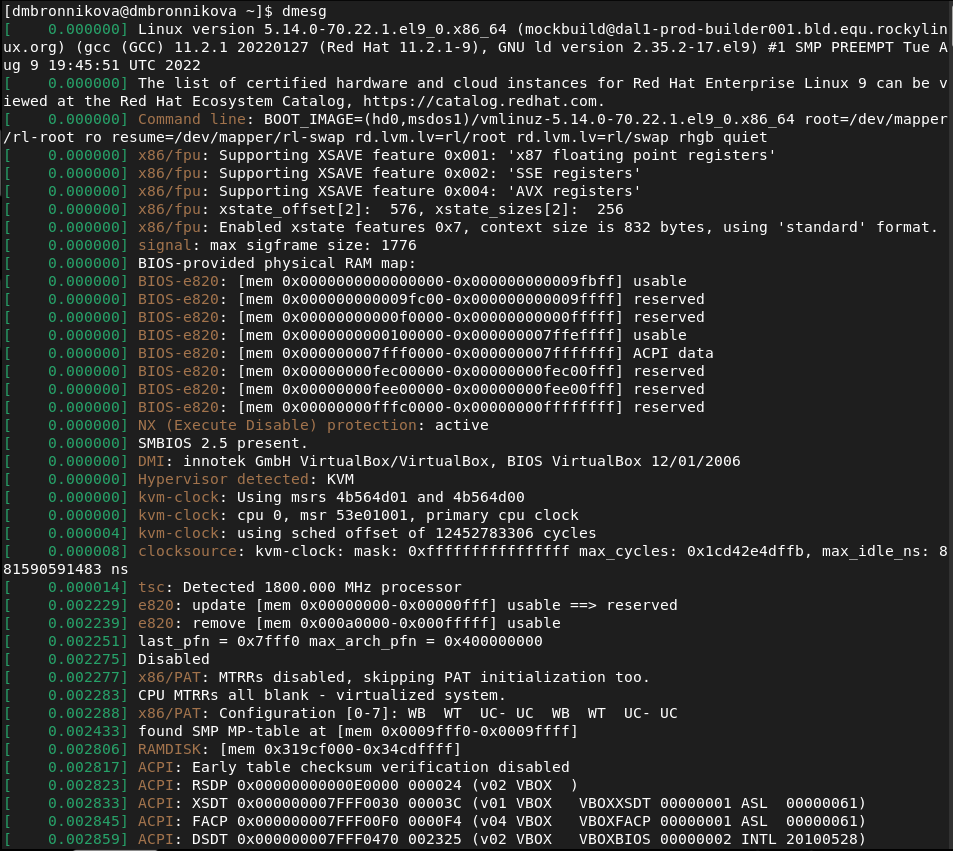 [dmbronnikova@dmbronnikova ~]$ dmesg
[    0.000000] Linux version 5.14.0-70.22.1.el9_0.x86_64 (mockbuild@dal1-prod-builder001.bld.equ.rockylin
ux.org) (gcc (GCC) 11.2.1 20220127 (Red Hat 11.2.1-9), GNU ld version 2.35.2-17.el9) #1 SMP PREEMPT Tue A
ug 9 19:45:51 UTC 2022
[    0.000000] The list of certified hardware and cloud instances for Red Hat Enterprise Linux 9 can be v
iewed at the Red Hat Ecosystem Catalog, https://catalog.redhat.com.
[    0.000000] Command line: BOOT_IMAGE=(hd0,msdos1)/vmlinuz-5.14.0-70.22.1.el9_0.x86_64 root=/dev/mapper
/rl-root ro resume=/dev/mapper/rl-swap rd.lvm.lv=rl/root rd.lvm.lv=rl/swap rhgb quiet
[    0.000000] x86/fpu: Supporting XSAVE feature 0x001: 'x87 floating point registers'
[    0.000000] x86/fpu: Supporting XSAVE feature 0x002: 'SSE registers'
[    0.000000] x86/fpu: Supporting XSAVE feature 0x004: 'AVX registers'
[    0.000000] x86/fpu: xstate_offset[2]:  576, xstate_sizes[2]:  256
[    0.000000] x86/fpu: Enabled xstate features 0x7, context size is 832 bytes, using 'standard' format.
[    0.000000] signal: max sigframe size: 1776
[    0.000000] BIOS-provided physical RAM map:
[    0.000000] BIOS-e820: [mem 0x0000000000000000-0x000000000009fbff] usable
[    0.000000] BIOS-e820: [mem 0x000000000009fc00-0x000000000009ffff] reserved
[    0.000000] BIOS-e820: [mem 0x00000000000f0000-0x00000000000fffff] reserved
[    0.000000] BIOS-e820: [mem 0x0000000000100000-0x000000007ffeffff] usable
[    0.000000] BIOS-e820: [mem 0x000000007fff0000-0x000000007fffffff] ACPI data
[    0.000000] BIOS-e820: [mem 0x00000000fec00000-0x00000000fec00fff] reserved
[    0.000000] BIOS-e820: [mem 0x00000000fee00000-0x00000000fee00fff] reserved
[    0.000000] BIOS-e820: [mem 0x00000000fffc0000-0x00000000ffffffff] reserved
[    0.000000] NX (Execute Disable) protection: active
[    0.000000] SMBIOS 2.5 present.
[    0.000000] DMI: innotek GmbH VirtualBox/VirtualBox, BIOS VirtualBox 12/01/2006
[    0.000000] Hypervisor detected: KVM
[    0.000000] kvm-clock: Using msrs 4b564d01 and 4b564d00
[    0.000000] kvm-clock: cpu 0, msr 53e01001, primary cpu clock
[    0.000004] kvm-clock: using sched offset of 12452783306 cycles
[    0.000008] clocksource: kvm-clock: mask: 0xffffffffffffffff max_cycles: 0x1cd42e4dffb, max_idle_ns: 8
81590591483 ns
[    0.000014] tsc: Detected 1800.000 MHz processor
[    0.002229] e820: update [mem 0x00000000-0x00000fff] usable ==> reserved
[    0.002239] e820: remove [mem 0x000a0000-0x000fffff] usable
[    0.002251] last_pfn = 0x7fff0 max_arch_pfn = 0x400000000
[    0.002275] Disabled
[    0.002277] x86/PAT: MTRRs disabled, skipping PAT initialization too.
[    0.002283] CPU MTRRs all blank - virtualized system.
[    0.002288] x86/PAT: Configuration [0-7]: WB  WT  UC- UC  WB  WT  UC- UC
[    0.002433] found SMP MP-table at [mem 0x0009fff0-0x0009ffff]
[    0.002806] RAMDISK: [mem 0x319cf000-0x34cdffff]
[    0.002817] ACPI: Early table checksum verification disabled
[    0.002823] ACPI: RSDP 0x00000000000E0000 000024 (v02 VBOX  )
[    0.002833] ACPI: XSDT 0x000000007FFF0030 00003C (v01 VBOX   VBOXXSDT 00000001 ASL  00000061)
[    0.002845] ACPI: FACP 0x000000007FFF00F0 0000F4 (v04 VBOX   VBOXFACP 00000001 ASL  00000061)
[    0.002859] ACPI: DSDT 0x000000007FFF0470 002325 (v02 VBOX   VBOXBIOS 00000002 INTL 20100528)